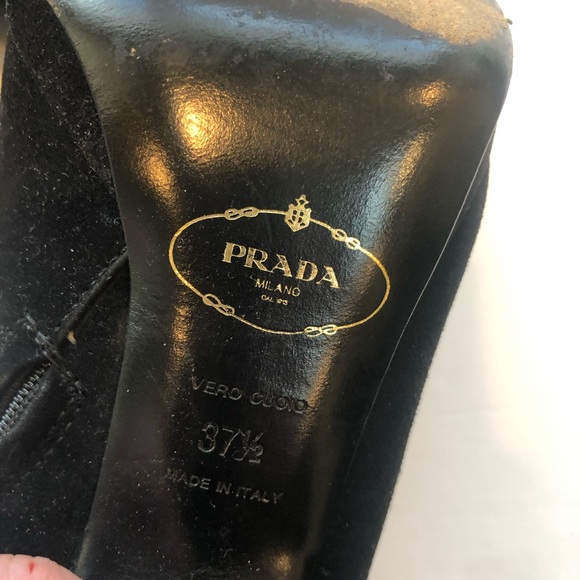 PRADA
MILANO
DAL 1913
VERO CUOIO
37½
MADE IN ITALY